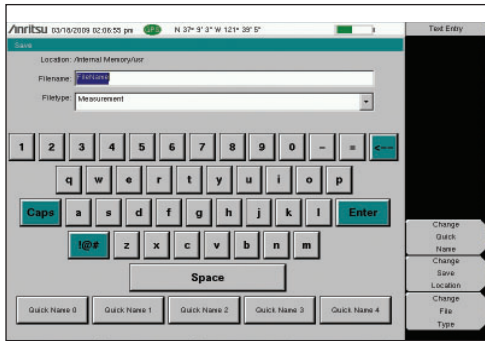 Anritsu 03/18/2009 02:06:55 pm GPS N 37° 9' 3" W 121° 39' 5" Text Entry
Save
Location: /Internal Memory/usr
Filename: FileName
Filetype: Measurement
1 2 3 4 5 6 7 8 9 0 - = <--
q w e r t y u i o p
Caps a s d f g h j k l Enter
!@# z x c v b n m
Space
Quick Name 0 Quick Name 1 Quick Name 2 Quick Name 3 Quick Name 4
Change
Quick
Name
Change
Save
Location
Change
File
Type